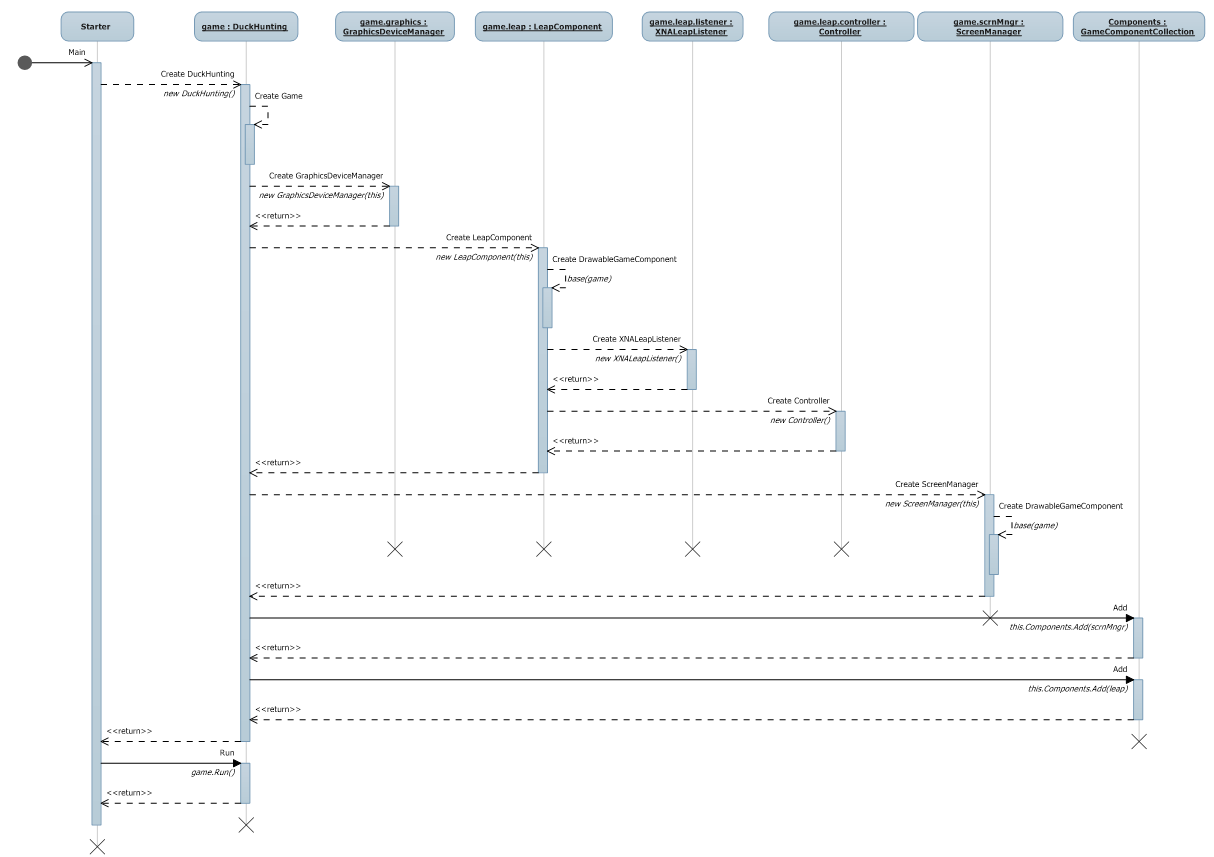 Starter
game : DuckHunting
game.graphics :
GraphicsDeviceManager
game.leap : LeapComponent
game.leap.listener :
XNALeapListener
game.leap.controller :
Controller
game.scrnMngr :
ScreenManager
Components :
GameComponentCollection
Main
Create DuckHunting
new DuckHunting()
Create Game
Create GraphicsDeviceManager
new GraphicsDeviceManager(this)
<<return>>
Create LeapComponent
new LeapComponent(this)
Create DrawableGameComponent
base(game)
Create XNALeapListener
new XNALeapListener()
<<return>>
Create Controller
new Controller()
<<return>>
<<return>>
Create ScreenManager
new ScreenManager(this)
Create DrawableGameComponent
base(game)
<<return>>
Add
this.Components.Add(scrnMngr)
<<return>>
Add
this.Components.Add(leap)
<<return>>
<<return>>
Run
game.Run()
<<return>>